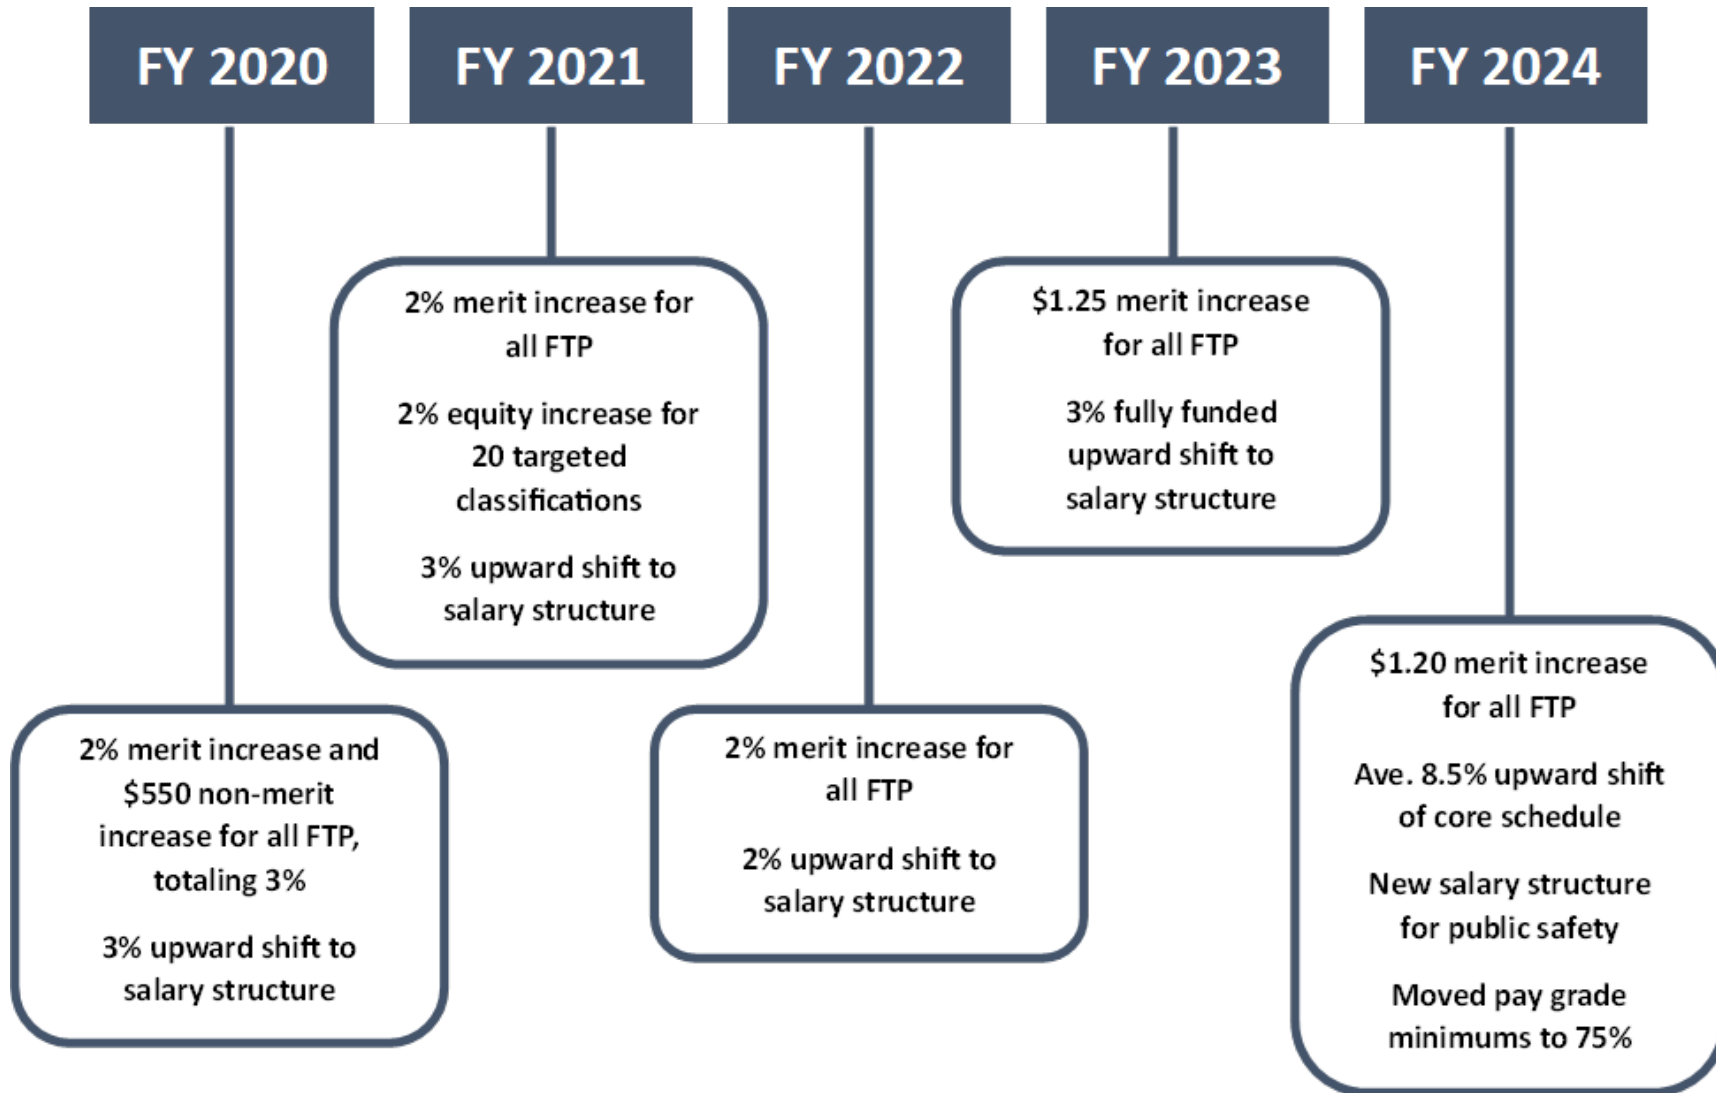 FY 2020
FY 2021
FY 2022
FY 2023
FY 2024
2% merit increase and
$550 non-merit
increase for all FTP,
totaling 3%
3% upward shift to
salary structure
2% merit increase for
all FTP
2% equity increase for
20 targeted
classifications
3% upward shift to
salary structure
2% merit increase for
all FTP
2% upward shift to
salary structure
$1.25 merit increase
for all FTP
3% fully funded
upward shift to
salary structure
$1.20 merit increase
for all FTP
Ave. 8.5% upward shift
of core schedule
New salary structure
for public safety
Moved pay grade
minimums to 75%